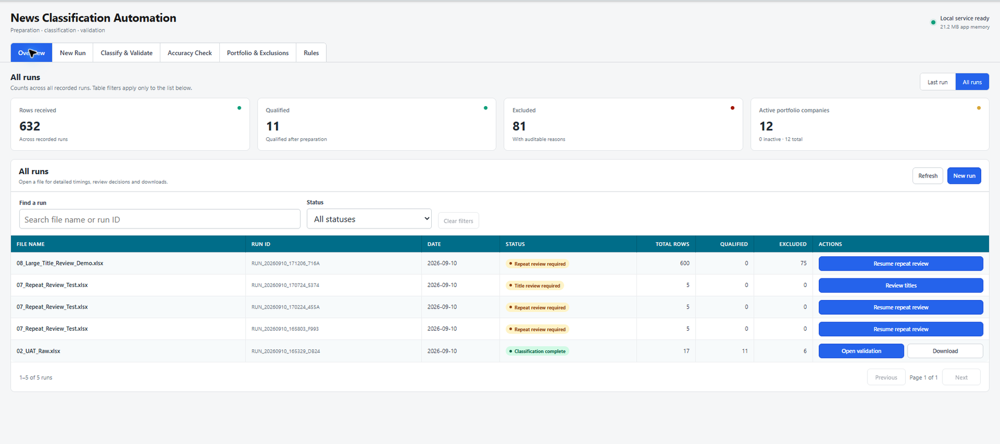 News Classification Automation
Preparation · classification · validation
Local service ready
21.2 MB app memory
New Run
Classify & Validate
Accuracy Check
Portfolio & Exclusions
Rules
All runs
Counts across all recorded runs. Table filters apply only to the list below.
Last run
All runs
Rows received
632
Across recorded runs
Qualified
11
Qualified after preparation
Excluded
81
With auditable reasons
Active portfolio companies
12
0 inactive · 12 total
All runs
Open a file for detailed timings, review decisions and downloads.
Refresh
New run
Find a run
Search file name or run ID
Status
All statuses
Clear filters
FILE NAME RUN ID DATE STATUS TOTAL ROWS QUALIFIED EXCLUDED ACTIONS
08_Large_Title_Review_Demo.xlsx RUN_20260910_171206_716A 2026-09-10 Repeat review required 600 0 75 Resume repeat review
07_Repeat_Review_Test.xlsx RUN_20260910_170724_5374 2026-09-10 Title review required 5 0 0 Review titles
07_Repeat_Review_Test.xlsx RUN_20260910_170224_455A 2026-09-10 Repeat review required 5 0 0 Resume repeat review
07_Repeat_Review_Test.xlsx RUN_20260910_165803_F993 2026-09-10 Repeat review required 5 0 0 Resume repeat review
02_UAT_Raw.xlsx RUN_20260910_165329_DB24 2026-09-10 Classification complete 17 11 6 Open validation Download
1–5 of 5 runs
Previous Page 1 of 1 Next